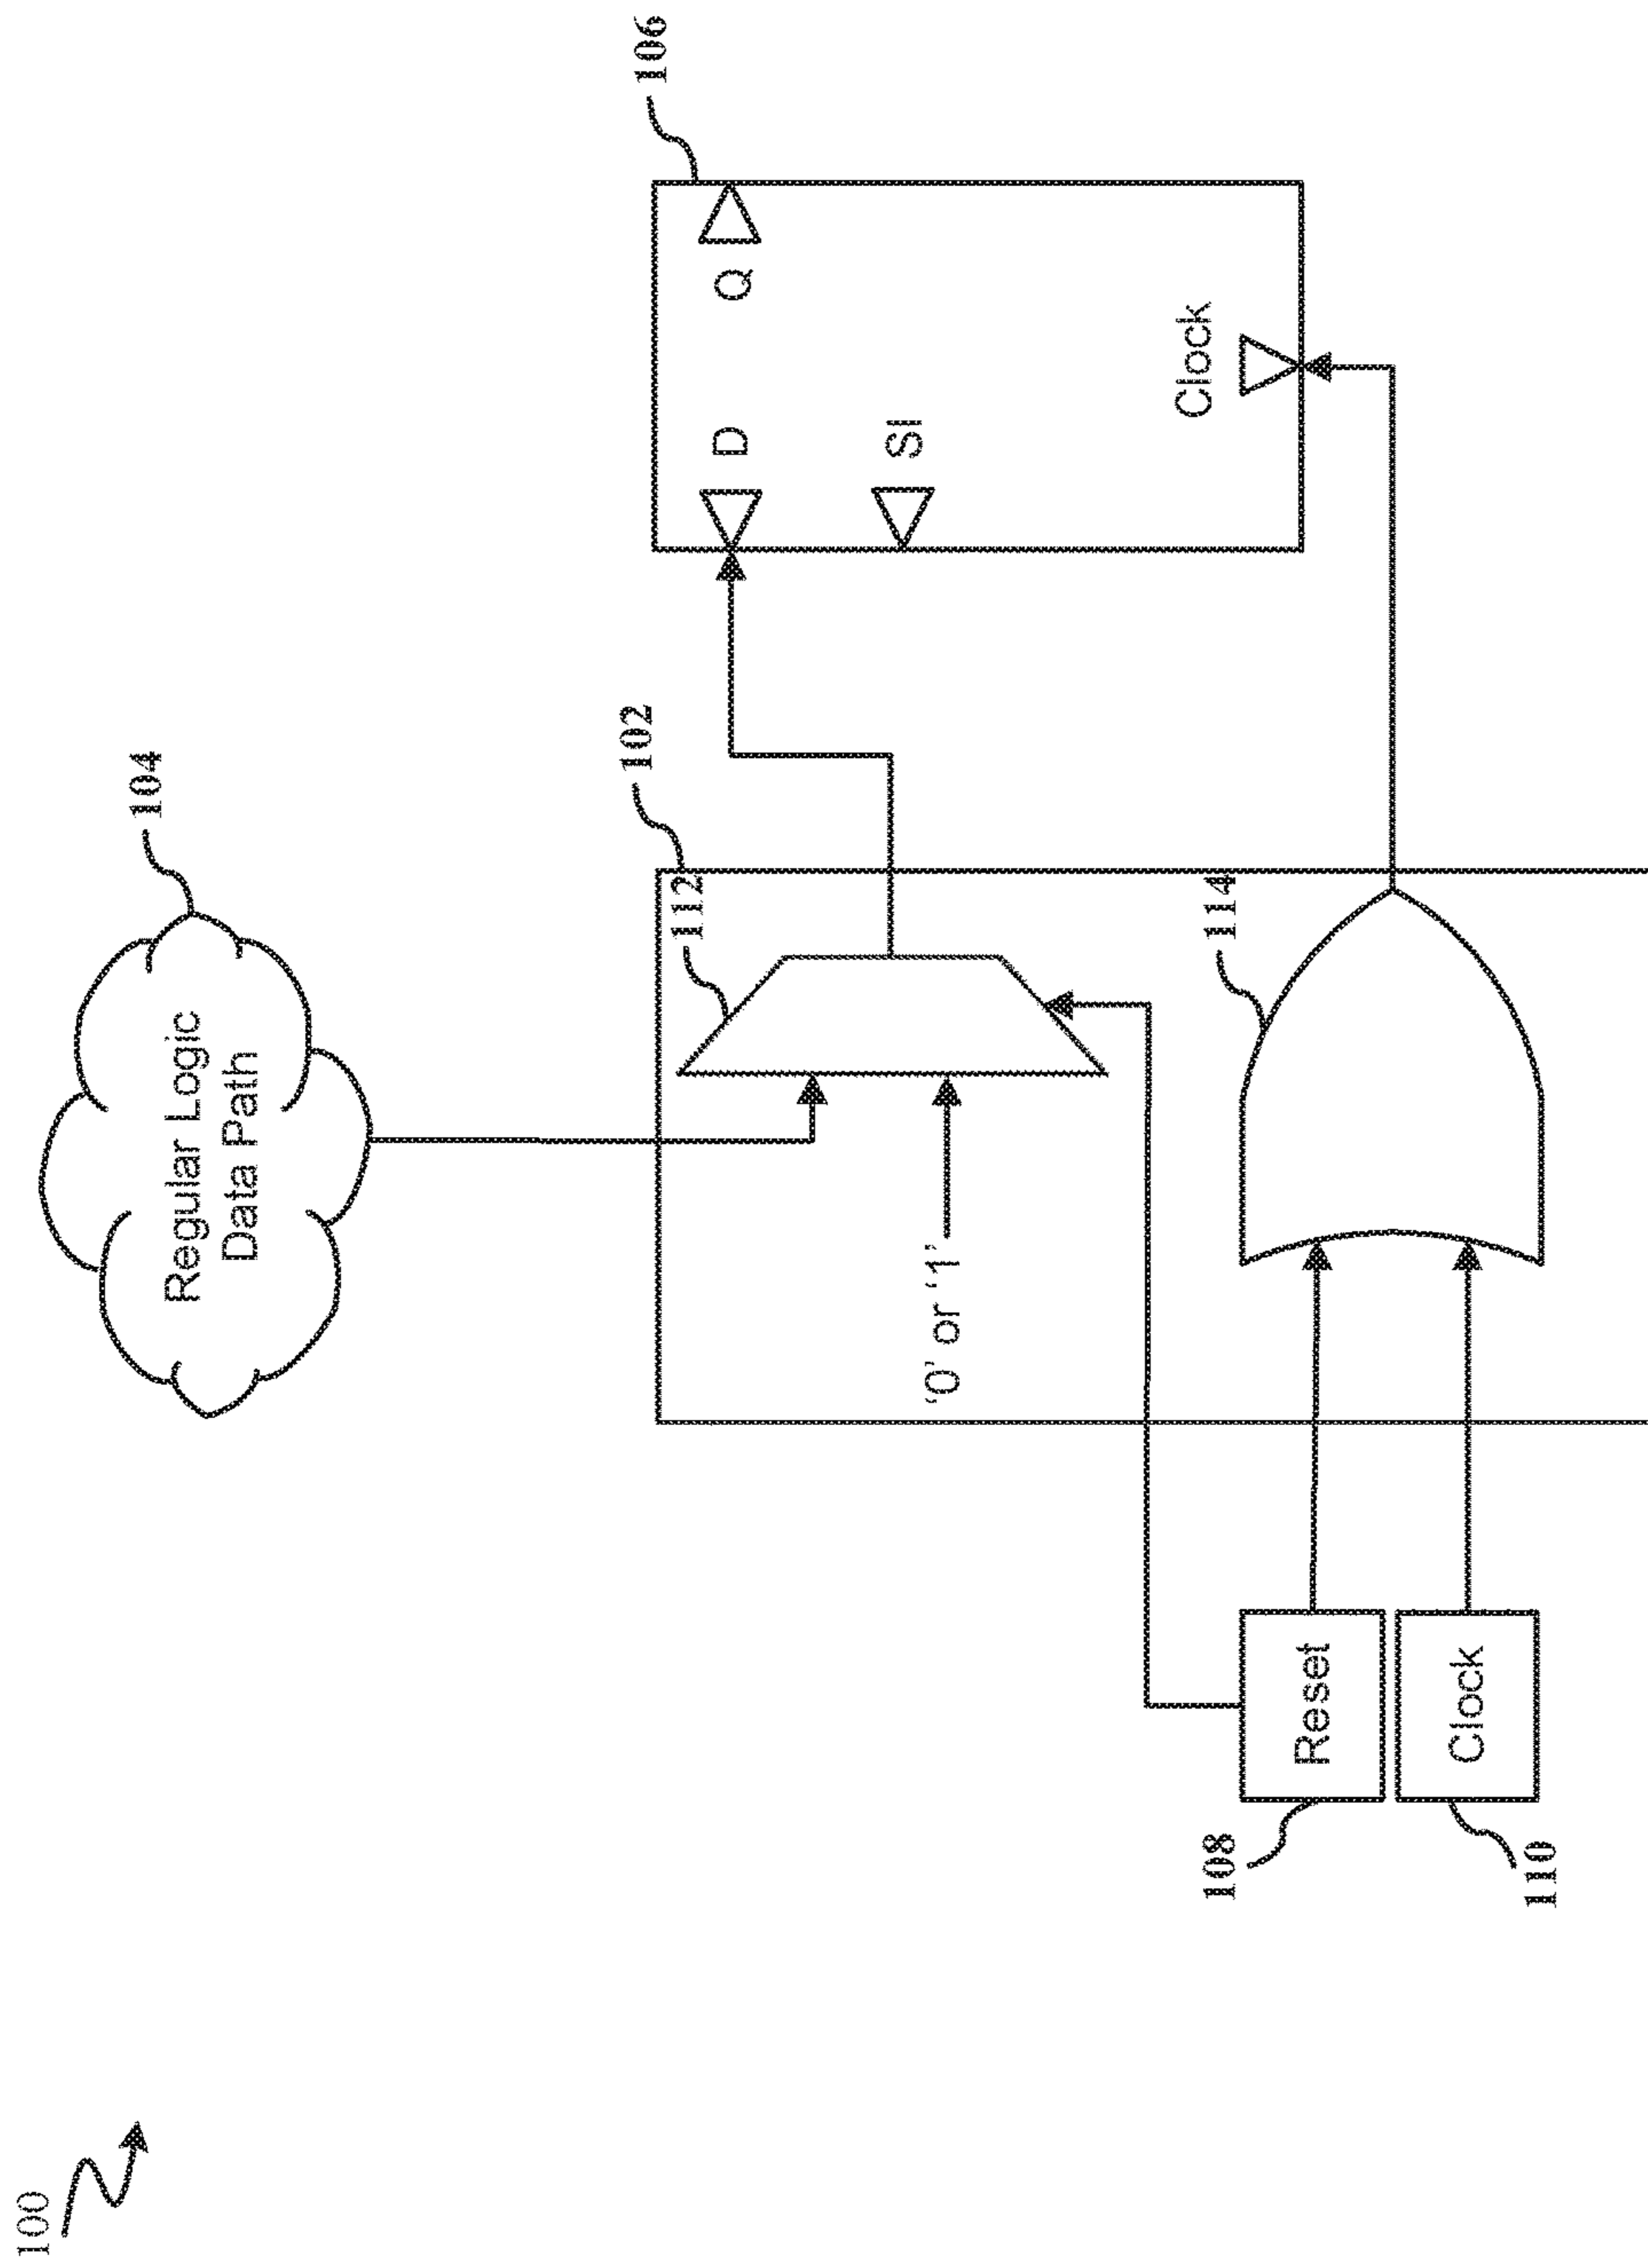 100
104
Regular Logic
Data Path
102
106
112
D
Q
SI
'0' or '1'
Clock
114
108
Reset
110
Clock